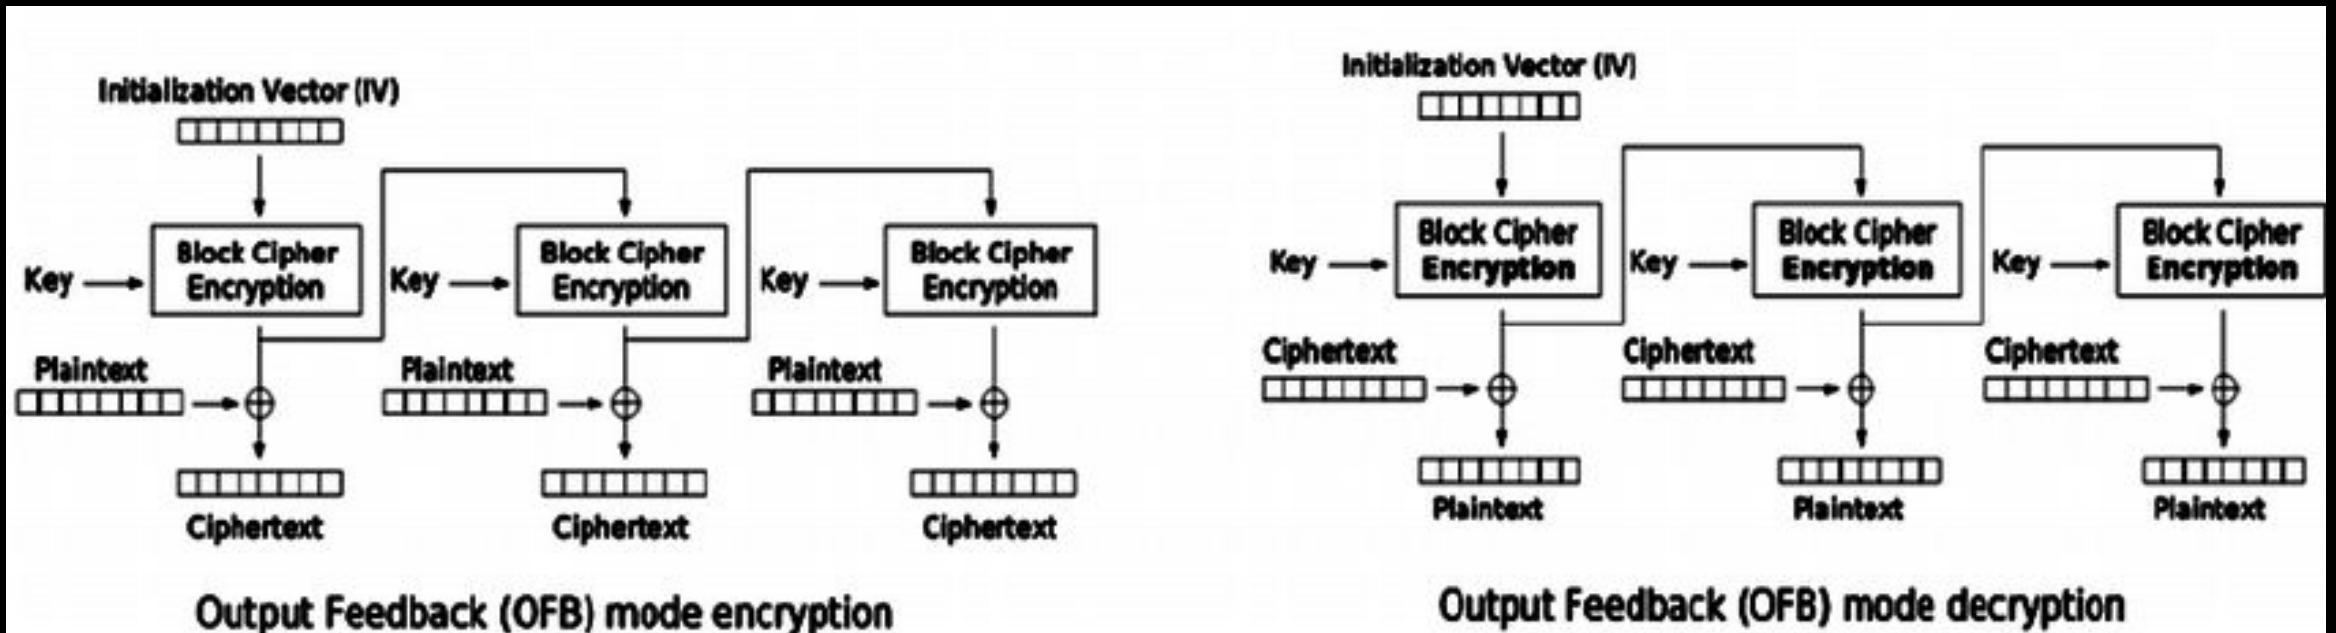 Initialization Vector (IV)
Block Cipher
Encryption
Key
Plaintext
Ciphertext
Block Cipher
Encryption
Key
Plaintext
Ciphertext
Block Cipher
Encryption
Key
Plaintext
Ciphertext
Output Feedback (OFB) mode encryption
Initialization Vector (IV)
Block Cipher
Encryption
Key
Ciphertext
Plaintext
Block Cipher
Encryption
Key
Ciphertext
Plaintext
Block Cipher
Encryption
Key
Ciphertext
Plaintext
Output Feedback (OFB) mode decryption